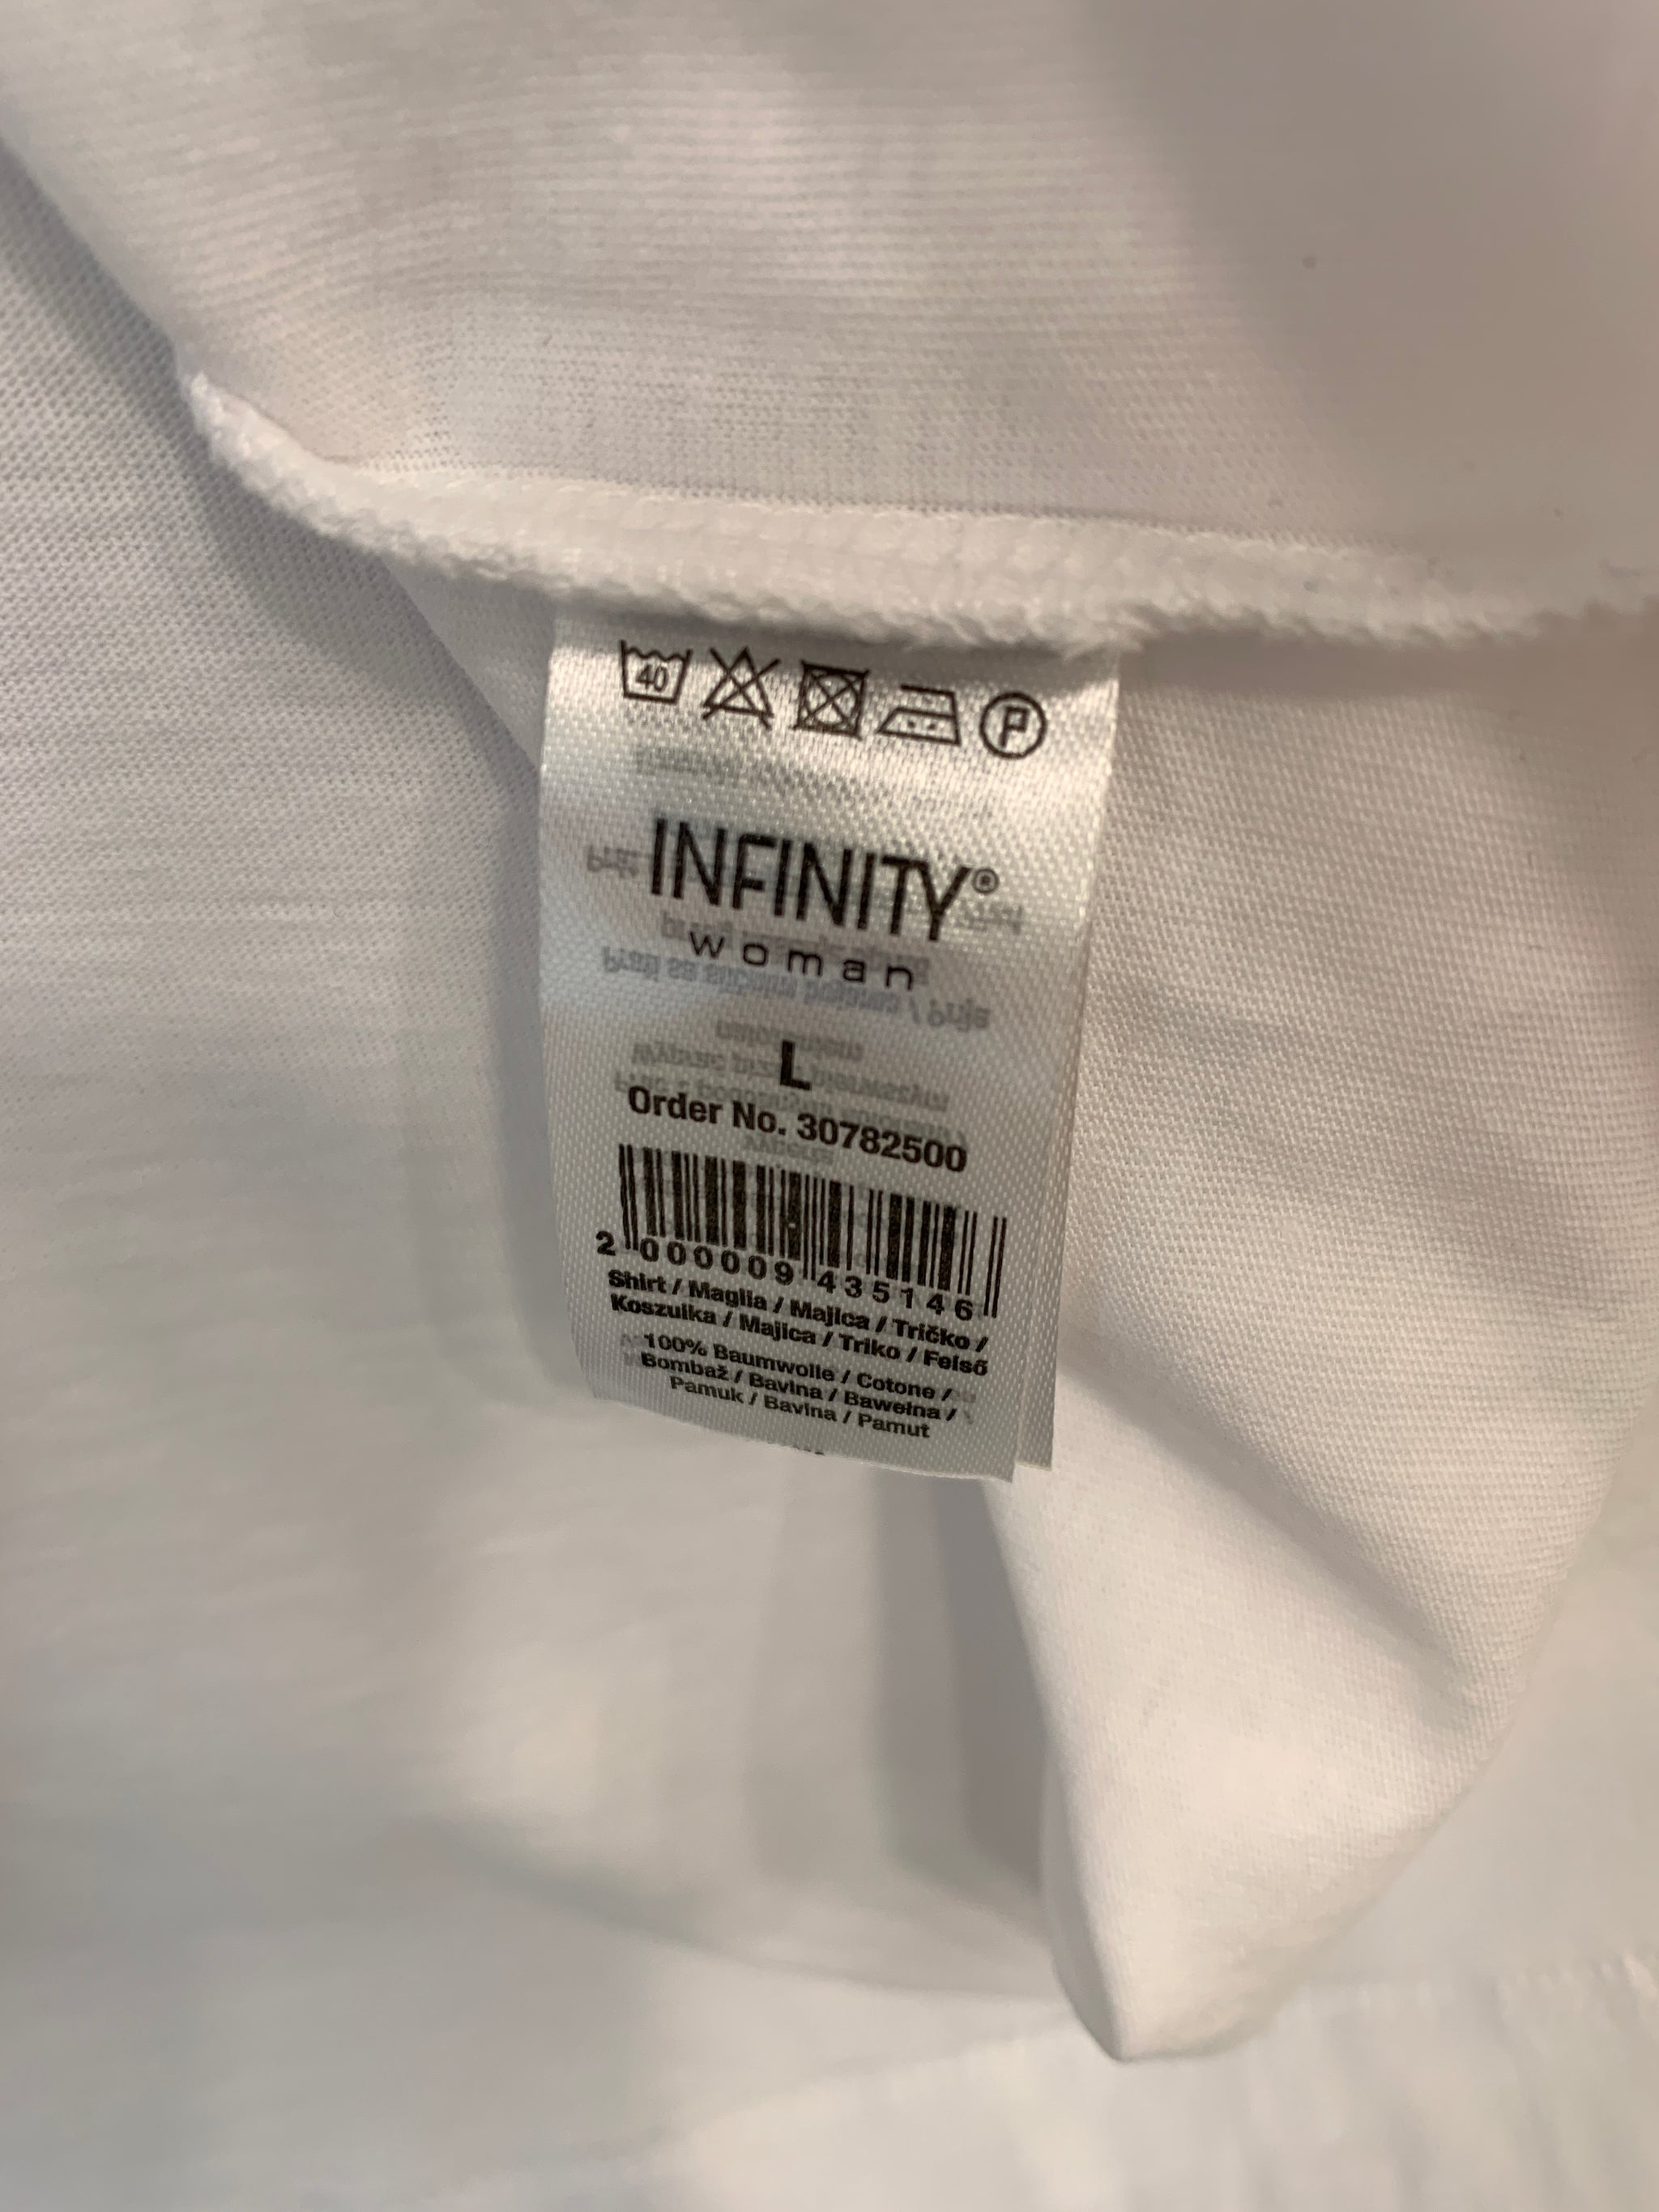 40
P
INFINITY®
woman
L
Order No. 30782500
2 000009 435146
Shirt / Maglia / Majica / Tričko /
Koszulka / Majica / Triko / Felső
100% Baumwolle / Cotone /
Bombaž / Bavlna / Bawełna /
Pamuk / Bavlna / Pamut